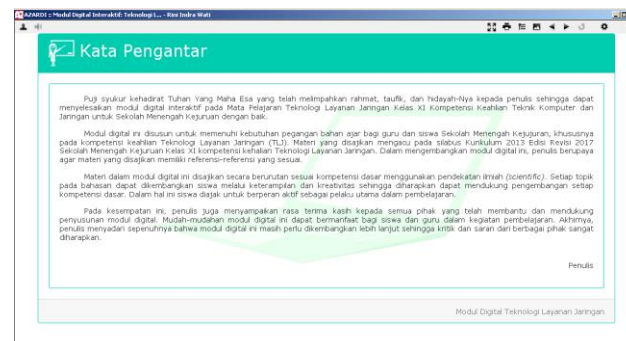 AZARDI :: Modul Digital Interaktif: Teknologi L... - Rini Indra Wati
Kata Pengantar
Puji syukur kehadirat Tuhan Yang Maha Esa yang telah melimpahkan rahmat, taufik, dan hidayah-Nya kepada penulis sehingga dapat
menyelesaikan modul digital interaktif pada Mata Pelajaran Teknologi Layanan Jaringan Kelas XI Kompetensi Keahlian Teknik Komputer dan
Jaringan untuk Sekolah Menengah Kejuruan dengan baik.
Modul digital ini disusun untuk memenuhi kebutuhan pegangan bahan ajar bagi guru dan siswa Sekolah Menengah Kejujuran, khususnya
pada kompetensi keahlian Teknologi Layanan Jaringan (TLJ). Materi yang disajikan mengacu pada silabus Kurikulum 2013 Edisi Revisi 2017
Sekolah Menengah Kejuruan Kelas XI kompetensi kehalian Teknologi Layanan Jaringan. Dalam mengembangkan modul digital ini, penulis berupaya
agar materi yang disajikan memiliki referensi-referensi yang sesuai.
Materi dalam modul digital ini disajikan secara berurutan sesuai kompetensi dasar menggunakan pendekatan ilmiah (scientific). Setiap topik
pada bahasan dapat dikembangkan siswa melalui keterampilan dan kreativitas sehingga diharapkan dapat mendukung pengembangan setiap
kompetensi dasar. Dalam hal ini siswa diajak untuk berperan aktif sebagai pelaku utama dalam pembelajaran.
Pada kesempatan ini, penulis juga menyampaikan rasa terima kasih kepada semua pihak yang telah membantu dan mendukung
penyusunan modul digital. Mudah-mudahan modul digital ini dapat bermanfaat bagi siswa dan guru dalam kegiatan pembelajaran. Akhirnya,
penulis menyadari sepenuhnya bahwa modul digital ini masih perlu dikembangkan lebih lanjut sehingga kritik dan saran dari berbagai pihak sangat
diharapkan.
Penulis
Modul Digital Teknologi Layanan Jaringan